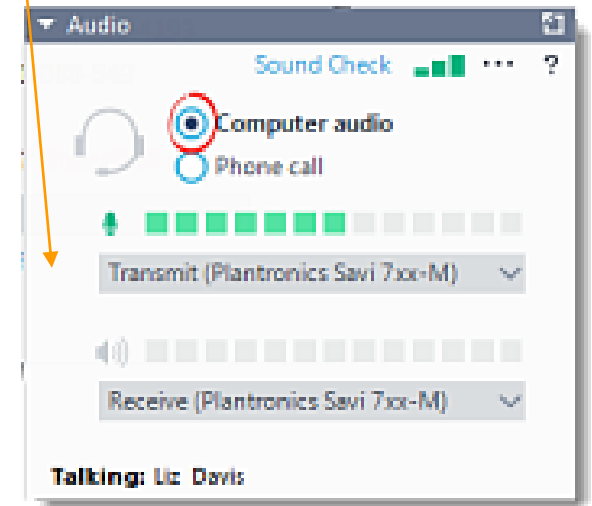 Audio
Sound Check ... ?
Computer audio
Phone call
Transmit (Plantronics Savi 7xx-M)
Receive (Plantronics Savi 7xx-M)
Talking: Liz Davis